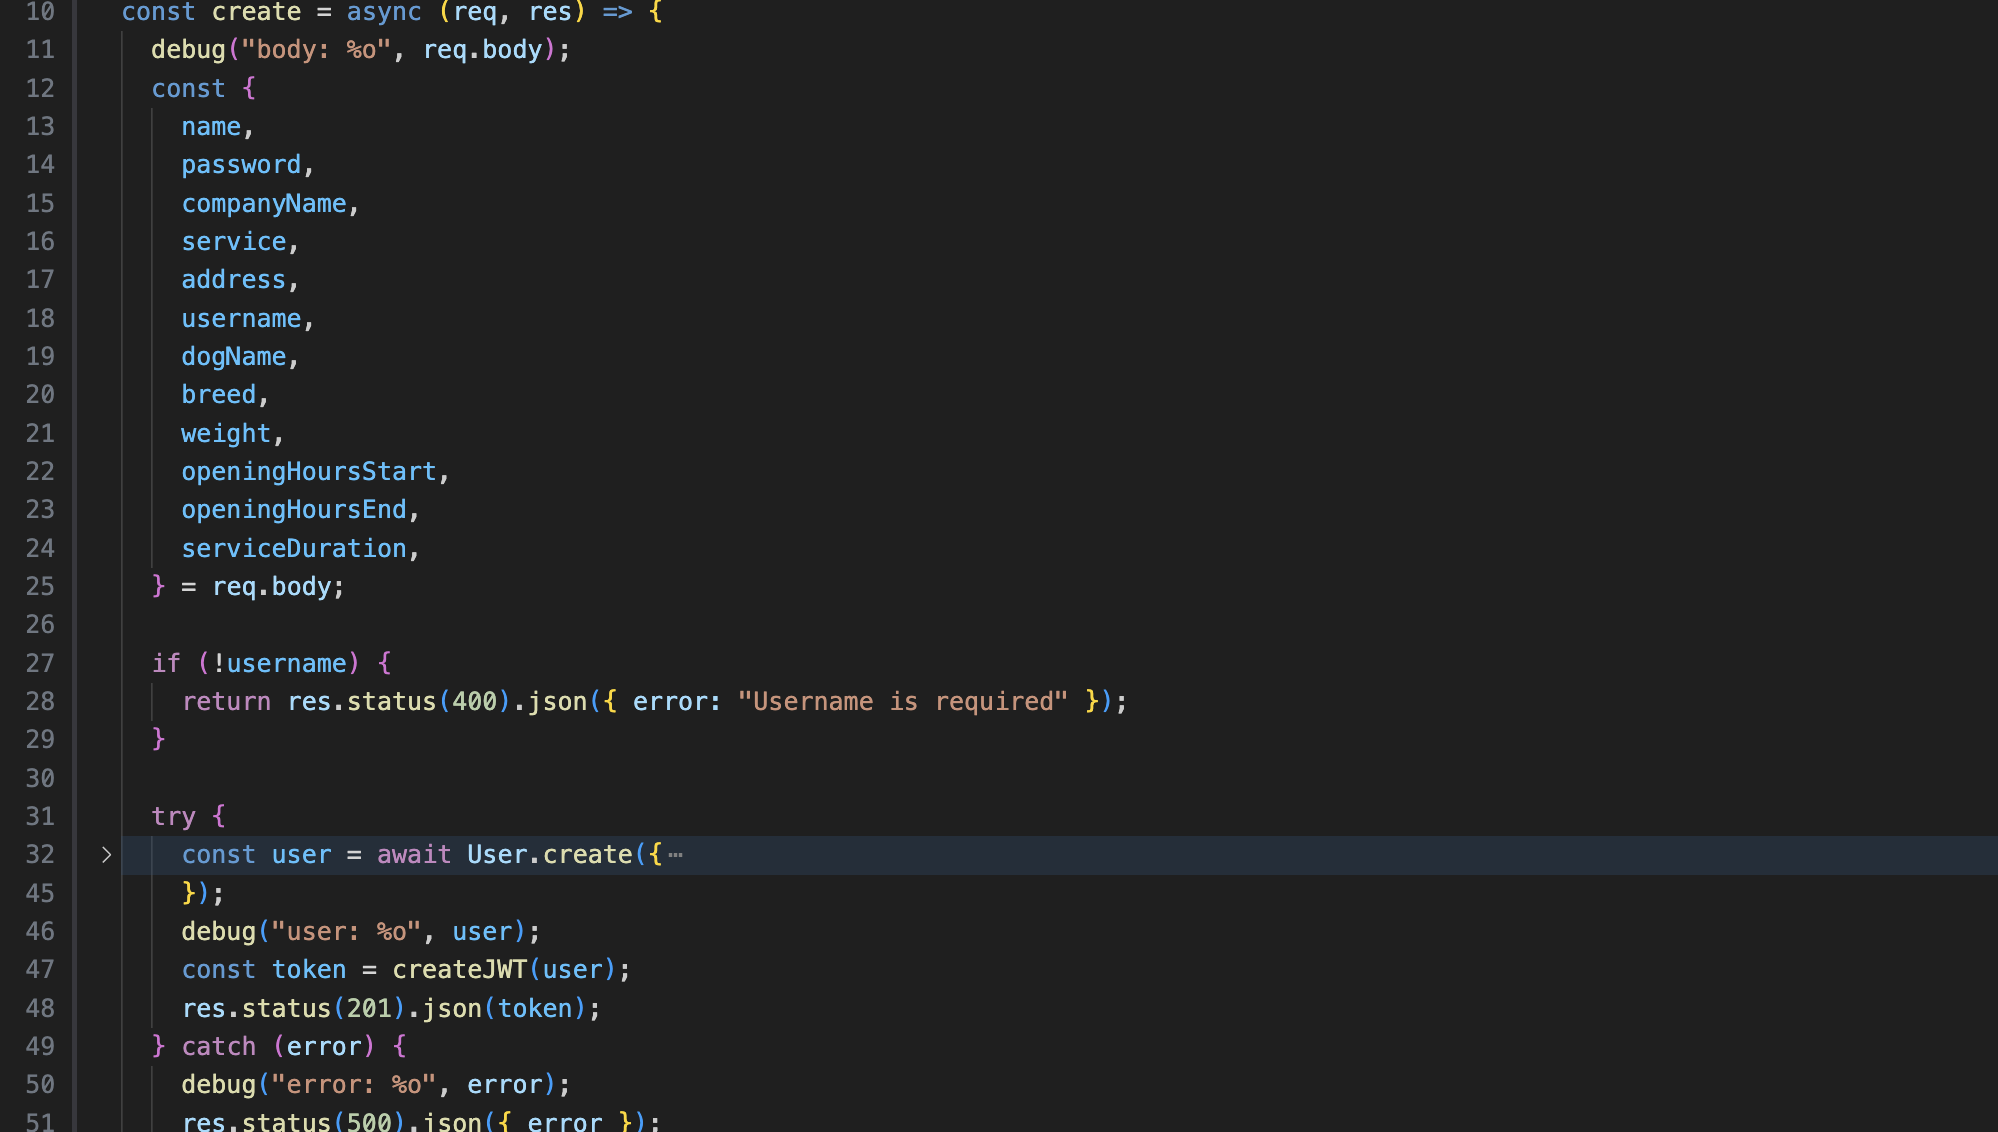 10 const create = async (req, res) => {
11 debug("body: %o", req.body);
12 const {
13 name,
14 password,
15 companyName,
16 service,
17 address,
18 username,
19 dogName,
20 breed,
21 weight,
22 openingHoursStart,
23 openingHoursEnd,
24 serviceDuration,
25 } = req.body;
26
27 if (!username) {
28 return res.status(400).json({ error: "Username is required" });
29 }
30
31 try {
32 const user = await User.create({ ⋯
45 });
46 debug("user: %o", user);
47 const token = createJWT(user);
48 res.status(201).json(token);
49 } catch (error) {
50 debug("error: %o", error);
51 res.status(500).json({ error });